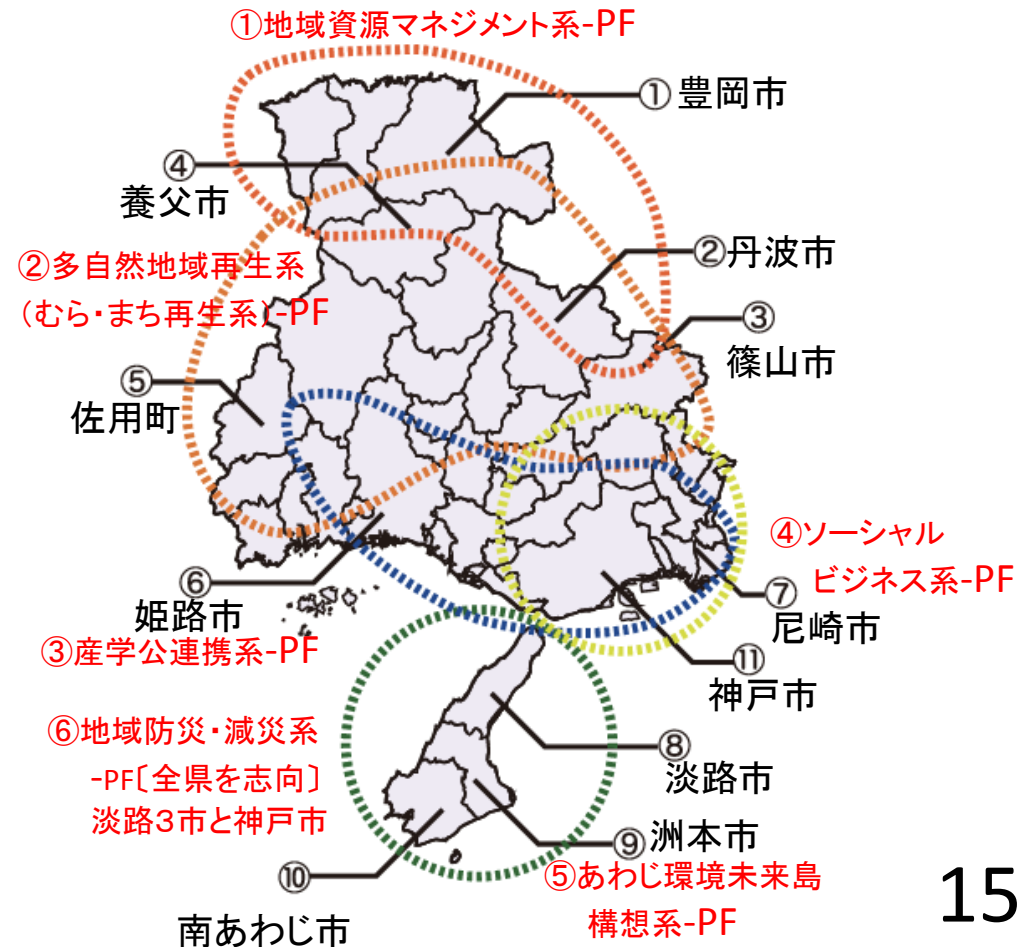 ①地域資源マネジメント系-PF
①豊岡市
④
養父市
②多自然地域再生系
(むら・まち再生系)-PF
②丹波市
③
篠山市
⑤
佐用町
④ソーシャル
ビジネス系-PF
⑥
姫路市
⑦
尼崎市
③産学公連携系-PF
⑪
神戸市
⑥地域防災・減災系
-PF〔全県を志向〕
淡路3市と神戸市
⑧
淡路市
⑨洲本市
⑩
南あわじ市
⑤あわじ環境未来島
構想系-PF
15